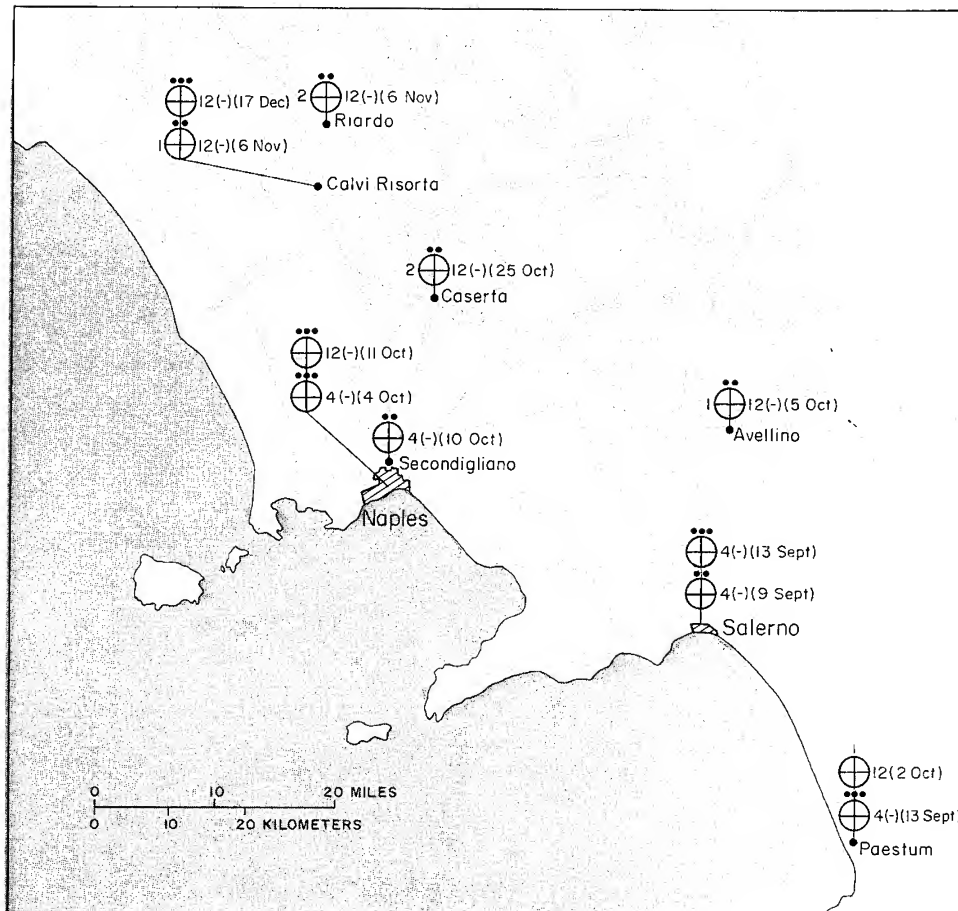 12(-)(17 Dec)
2 12(-)(6 Nov)
Riardo
1 12(-)(6 Nov)
Calvi Risorta
2 12(-)(25 Oct)
Caserta
12(-)(11 Oct)
4(-)(4 Oct)
1 12(-)(5 Oct)
Avellino
4(-)(10 Oct)
Secondigliano
Naples
4(-)(13 Sept)
4(-)(9 Sept)
Salerno
12(2 Oct)
4(-)(13 Sept)
Paestum
0 10 20 MILES
0 10 20 KILOMETERS